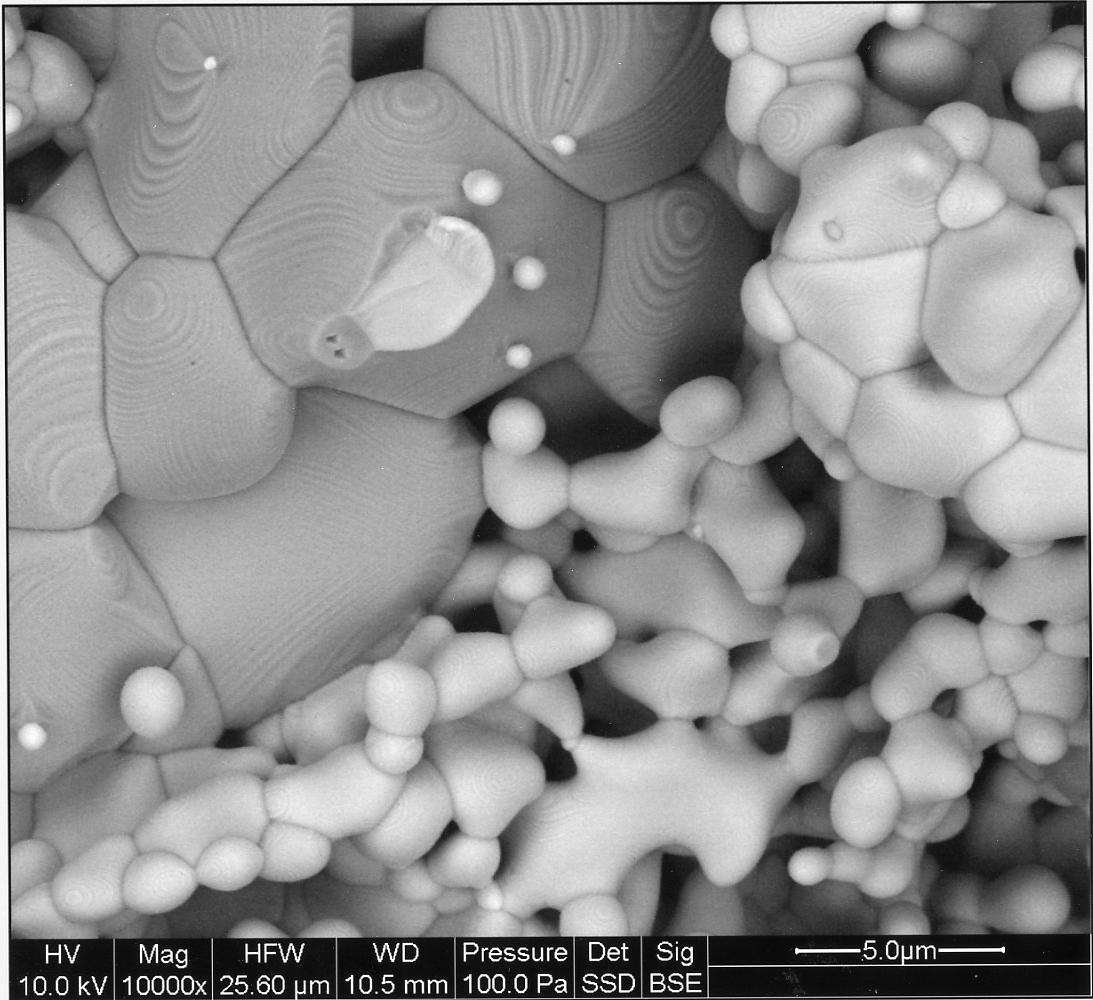 HV Mag HFW WD Pressure Det Sig 5.0µm
10.0 kV 10000x 25.60 µm 10.5 mm 100.0 Pa SSD BSE